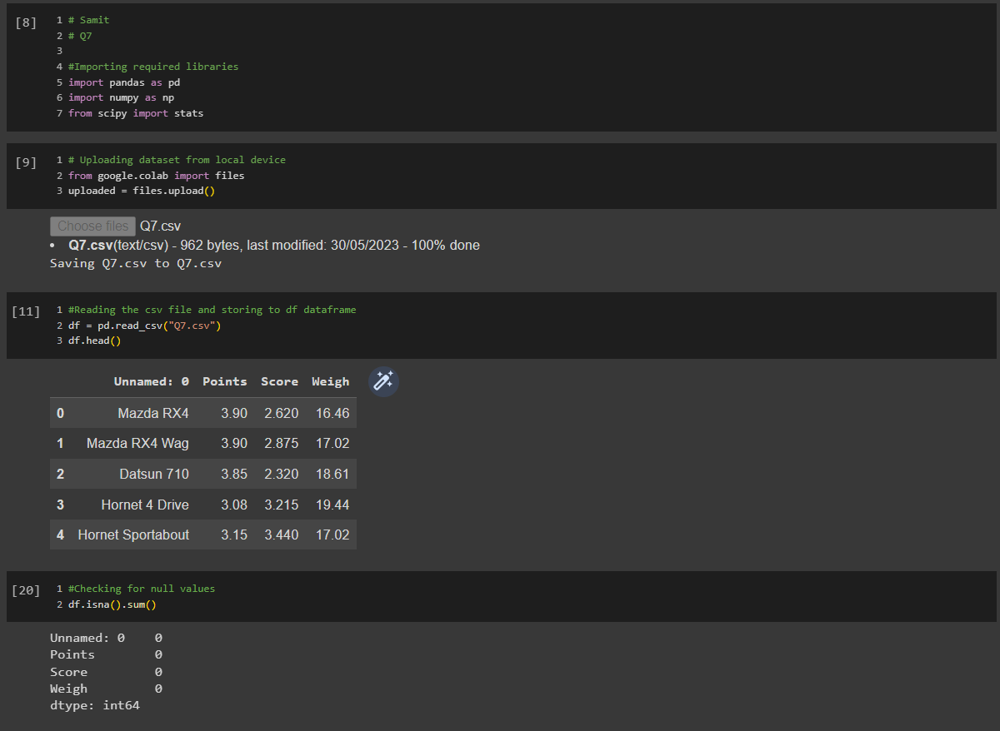 [8]
1 # Samit
2 # Q7
3
4 #Importing required libraries
5 import pandas as pd
6 import numpy as np
7 from scipy import stats
[9]
1 # Uploading dataset from local device
2 from google.colab import files
3 uploaded = files.upload()
Choose files Q7.csv
• Q7.csv(text/csv) - 962 bytes, last modified: 30/05/2023 - 100% done
Saving Q7.csv to Q7.csv
[11]
1 #Reading the csv file and storing to df dataframe
2 df = pd.read_csv("Q7.csv")
3 df.head()
Unnamed: 0 Points Score Weigh
0 Mazda RX4 3.90 2.620 16.46
1 Mazda RX4 Wag 3.90 2.875 17.02
2 Datsun 710 3.85 2.320 18.61
3 Hornet 4 Drive 3.08 3.215 19.44
4 Hornet Sportabout 3.15 3.440 17.02
[20]
1 #Checking for null values
2 df.isna().sum()
Unnamed: 0 0
Points 0
Score 0
Weigh 0
dtype: int64